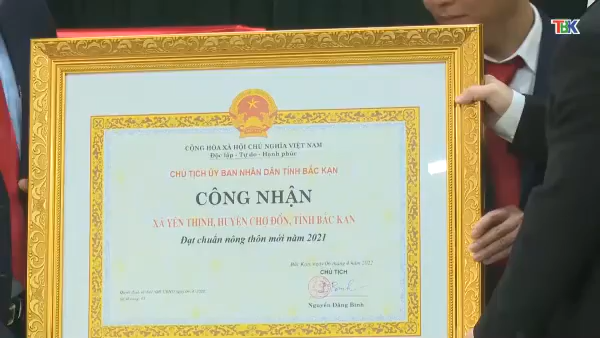 TBK
CỘNG HÒA XÃ HỘI CHỦ NGHĨA VIỆT NAM
Độc lập - Tự do - Hạnh phúc
CHỦ TỊCH ỦY BAN NHÂN DÂN TỈNH BẮC KẠN
CÔNG NHẬN
XÃ YÊN THỊNH, HUYỆN CHỢ ĐỒN, TỈNH BẮC KẠN
Đạt chuẩn nông thôn mới năm 2021
CHỦ TỊCH
Nguyễn Đăng Bình